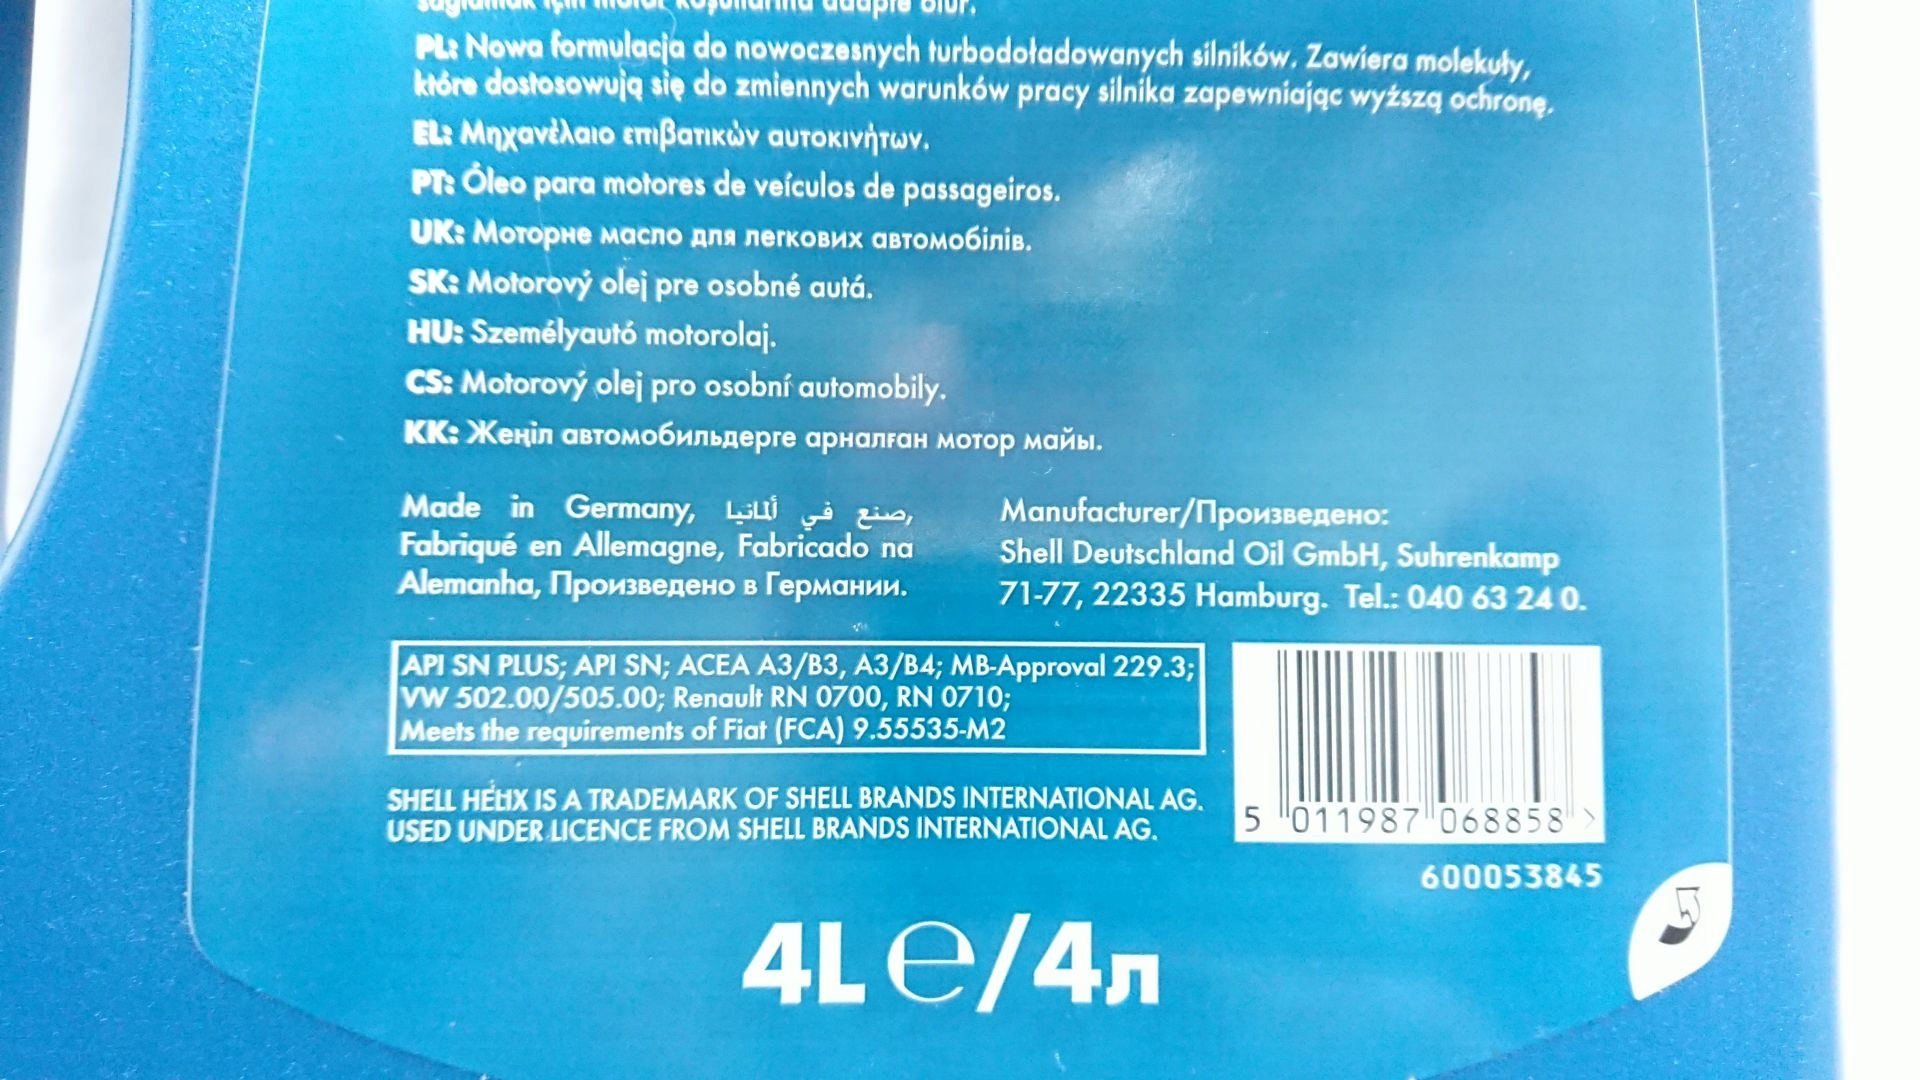 için motor koşullarına adapte olur.
PL: Nowa formulacja do nowoczesnych turbodoładowanych silników. Zawiera molekuły,
które dostosowują się do zmiennych warunków pracy silnika zapewniając wyższą ochronę.
EL: Μηχανέλαιο επιβατικών αυτοκινήτων.
PT: Óleo para motores de veículos de passageiros.
UK: Моторне масло для легкових автомобілів.
SK: Motorový olej pre osobné autá.
HU: Személyautó motorolaj.
CS: Motorový olej pro osobní automobily.
KK: Жеңіл автомобильдерге арналған мотор майы.
Made in Germany, صنع في ألمانيا,
Fabriqué en Allemagne, Fabricado na
Alemanha, Произведено в Германии.
Manufacturer/Произведено:
Shell Deutschland Oil GmbH, Suhrenkamp
71-77, 22335 Hamburg. Tel.: 040 63 24 0.
API SN PLUS; API SN; ACEA A3/B3, A3/B4; MB-Approval 229.3;
VW 502.00/505.00; Renault RN 0700, RN 0710;
Meets the requirements of Fiat (FCA) 9.55535-M2
SHELL HELIX IS A TRADEMARK OF SHELL BRANDS INTERNATIONAL AG.
USED UNDER LICENCE FROM SHELL BRANDS INTERNATIONAL AG.
5 011987 068858 >
600053845
4L e/4л